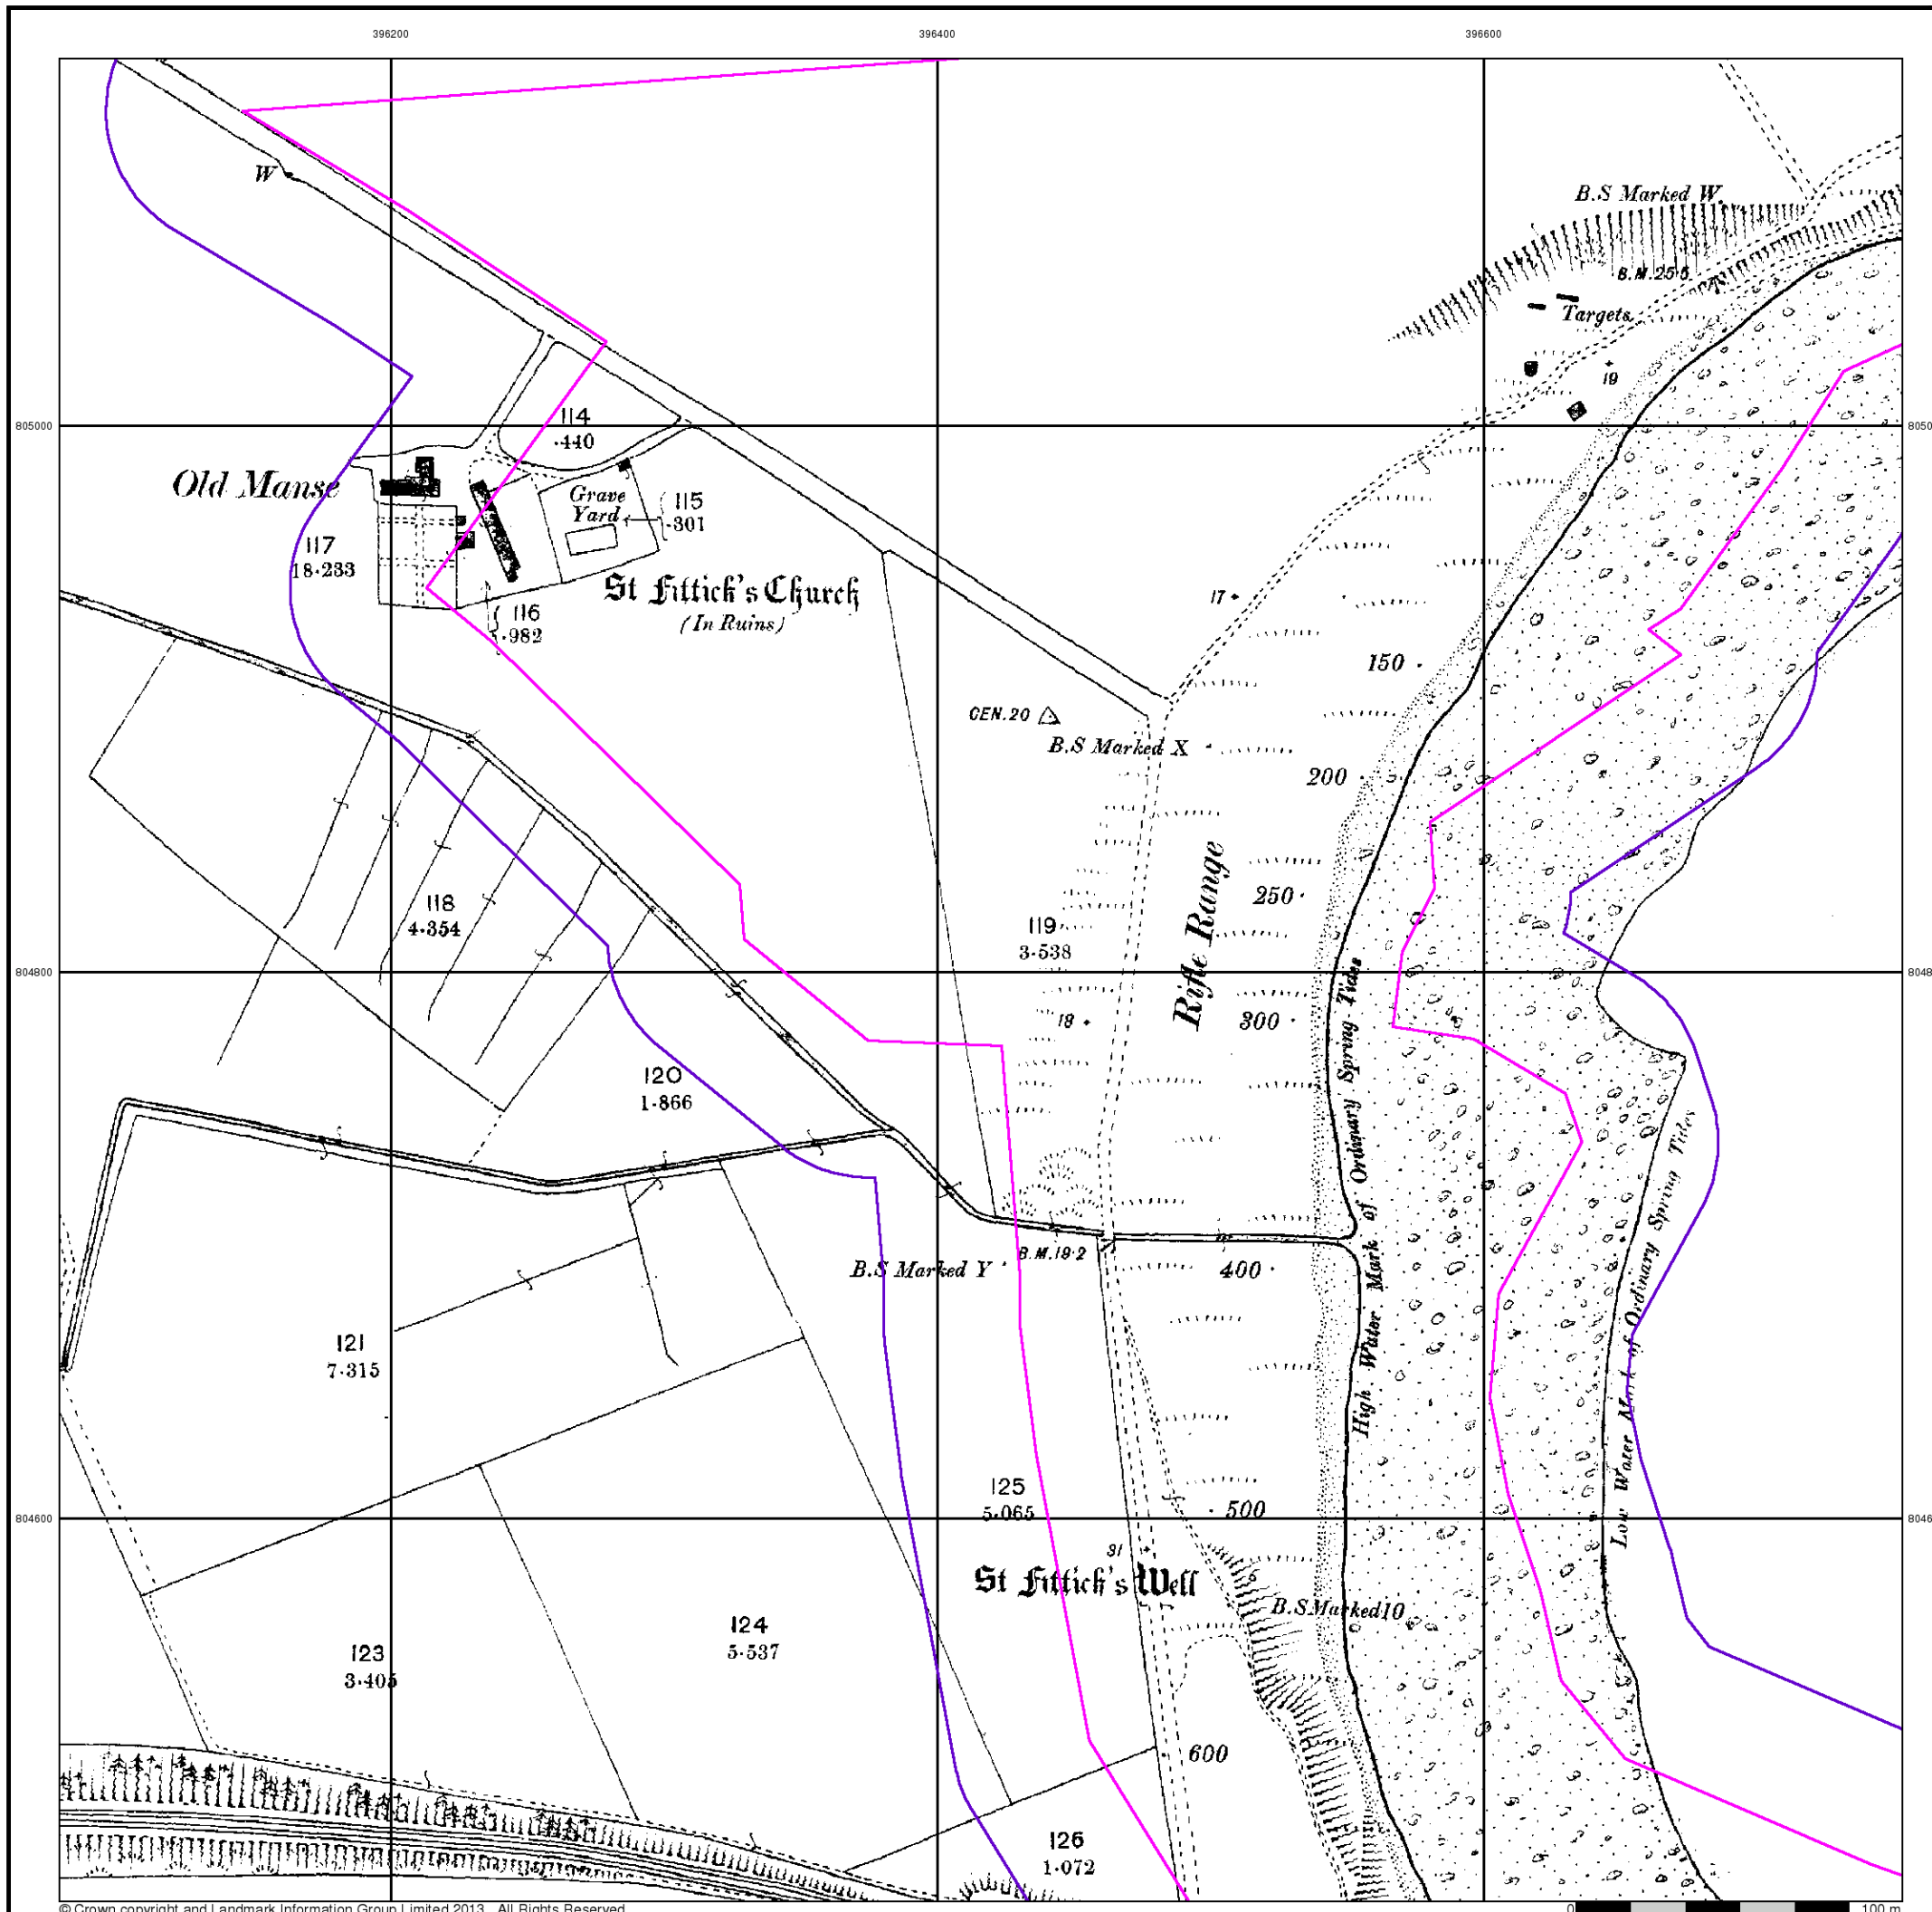 396200
396400
396600
W
B.S Marked W.
B.M.25·5
Targets
19
805000
114
·440
Old Manse
Grave
Yard
115
·301
117
18·233
17
St Fittick's Church
(In Ruins)
116
·982
150
GEN.20
B.S Marked X
200
250
118
4·354
119
3·538
Rifle Range
18
300
120
1·866
804800
High Water Mark of Ordinary Spring Tides
Low Water Mark of Ordinary Spring Tides
B.M.19·2
B.S Marked Y
400
121
7·315
125
5·065
500
804600
31
St Fittick's Well
B.S Marked 10
124
5·537
123
3·405
600
126
1·072
© Crown copyright and Landmark Information Group Limited 2013. All Rights Reserved.
0
100 m